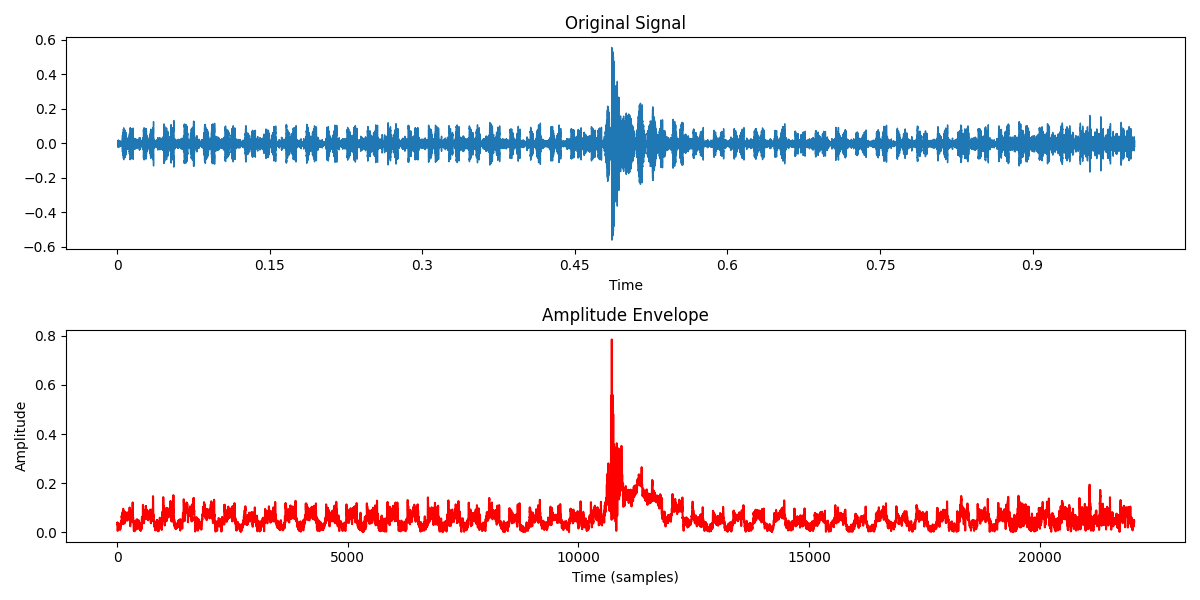 Original Signal
0.6
0.4
0.2
0.0
−0.2
−0.4
−0.6
0 0.15 0.3 0.45 0.6 0.75 0.9
Time
Amplitude Envelope
0.8
0.6
0.4
0.2
0.0
Amplitude
0 5000 10000 15000 20000
Time (samples)